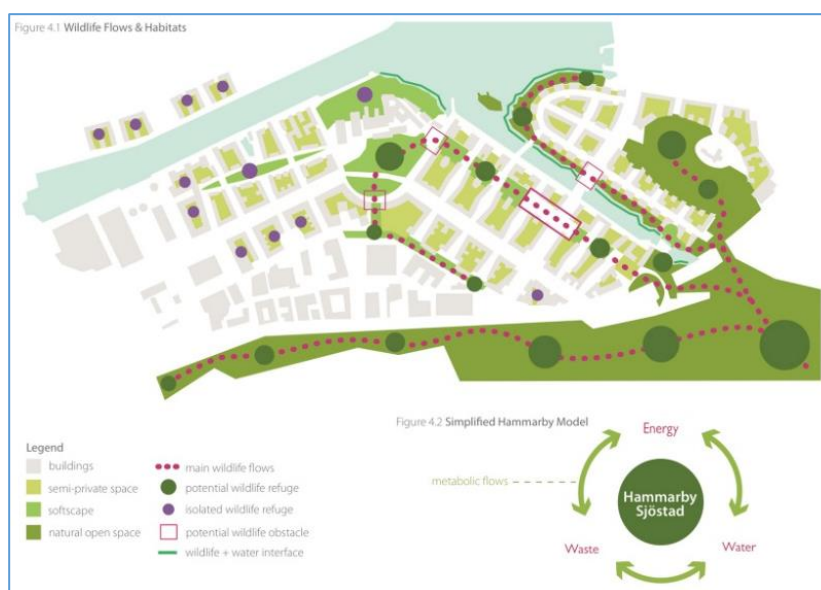 Figure 4.1 Wildlife Flows & Habitats
Figure 4.2 Simplified Hammarby Model
Legend
buildings
semi-private space
softscape
natural open space
main wildlife flows
potential wildlife refuge
isolated wildlife refuge
potential wildlife obstacle
wildlife + water interface
Energy
metabolic flows
Hammarby
Sjöstad
Waste
Water